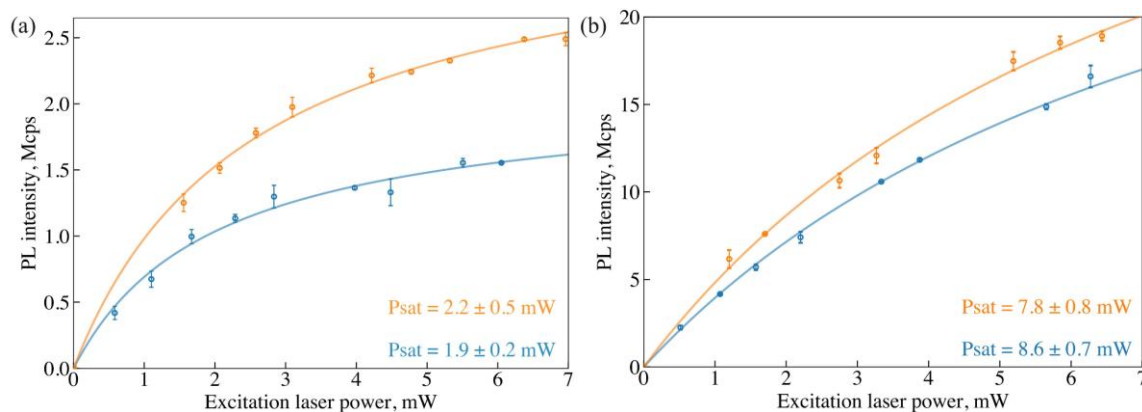 (a)
PL intensity, Mcps
2.5
2.0
1.5
1.0
0.5
0.0
Psat = 2.2 ± 0.5 mW
Psat = 1.9 ± 0.2 mW
0 1 2 3 4 5 6 7
Excitation laser power, mW
(b)
PL intensity, Mcps
20
15
10
5
0
Psat = 7.8 ± 0.8 mW
Psat = 8.6 ± 0.7 mW
0 1 2 3 4 5 6 7
Excitation laser power, mW